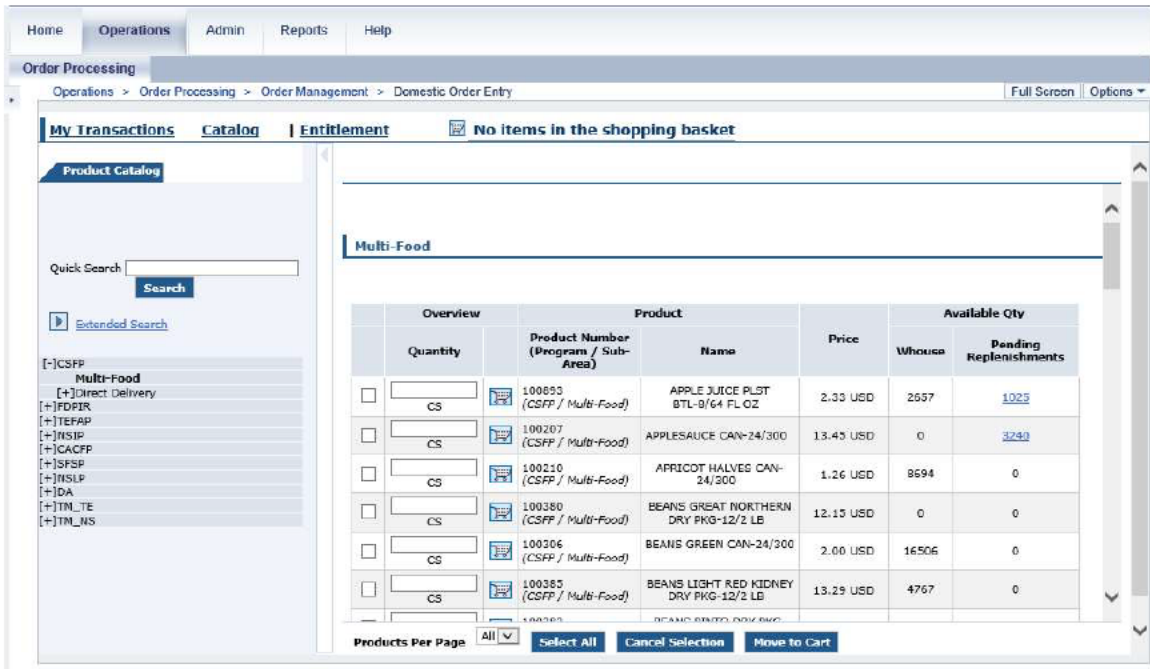 Home Operations Admin Reports Help
Order Processing
Operations > Order Processing > Order Management > Domestic Order Entry Full Screen Options
My Transactions Catalog | Entitlement No items in the shopping basket
Product Catalog
Multi-Food
Quick Search
Search
Extended Search
[-]CSFP
Multi-Food
[+]Direct Delivery
[+]FDPIR
[+]TEFAP
[+]NSIP
[+]CACFP
[+]SFSP
[+]NSLP
[+]DA
[+]TM_TE
[+]TM_NS
Overview Product Price Available Qty
Quantity Product Number (Program / Sub-Area) Name Whouse Pending Replenishments
CS 100893 (CSFP / Multi-Food) APPLE JUICE PLST BTL-8/64 FL OZ 2.33 USD 2657 1025
CS 100207 (CSFP / Multi-Food) APPLESAUCE CAN-24/300 13.45 USD 0 3240
CS 100210 (CSFP / Multi-Food) APRICOT HALVES CAN-24/300 1.26 USD 8694 0
CS 100380 (CSFP / Multi-Food) BEANS GREAT NORTHERN DRY PKG-12/2 LB 12.15 USD 0 0
CS 100306 (CSFP / Multi-Food) BEANS GREEN CAN-24/300 2.00 USD 16506 0
CS 100385 (CSFP / Multi-Food) BEANS LIGHT RED KIDNEY DRY PKG-12/2 LB 13.29 USD 4767 0
Products Per Page All Select All Cancel Selection Move to Cart